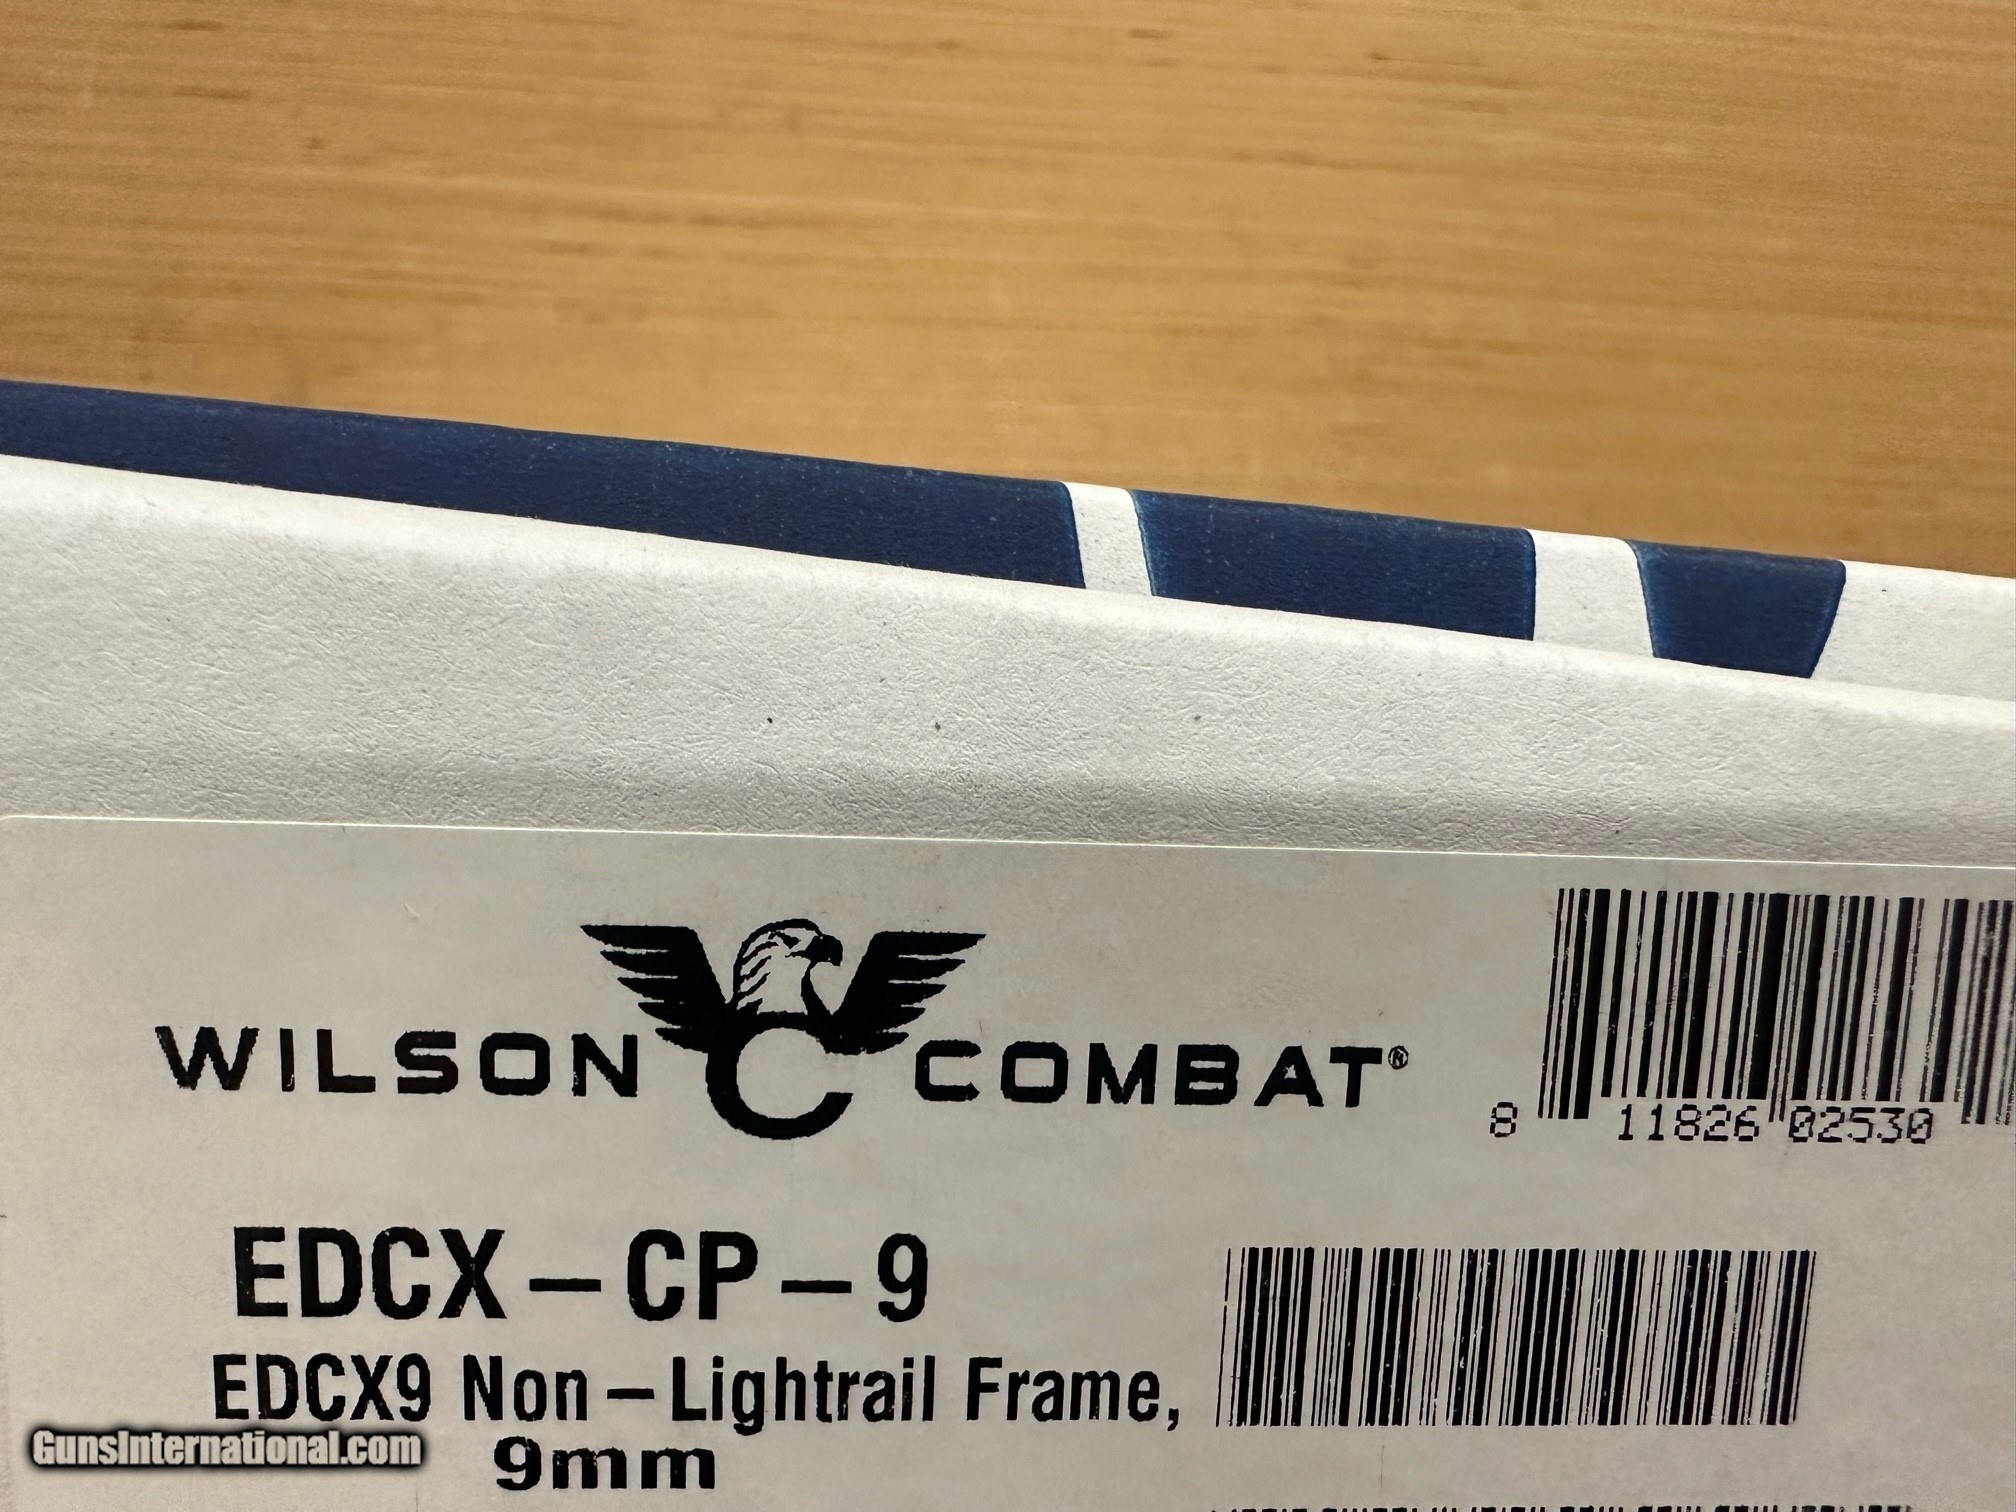 WILSON COMBAT®
8 11826 02530
EDCX-CP-9
EDCX9 Non-Lightrail Frame,
9mm
GunsInternational.com